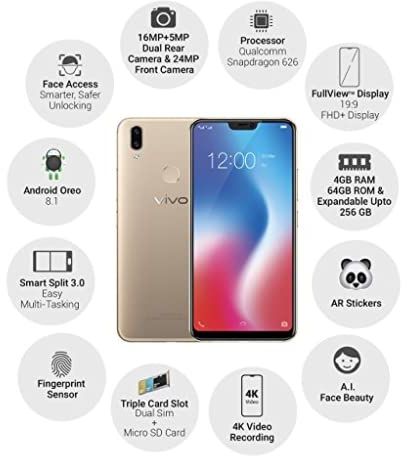 16MP+5MP
Dual Rear
Camera & 24MP
Front Camera
Processor
Qualcomm
Snapdragon 626
Face Access
Smarter, Safer
Unlocking
FullView™ Display
19:9
FHD+ Display
12:00
vivo
Android Oreo
8.1
4GB RAM
64GB ROM &
Expandable Upto
256 GB
Smart Split 3.0
Easy
Multi-Tasking
AR Stickers
Fingerprint
Sensor
Triple Card Slot
Dual Sim
+
Micro SD Card
4K
Video
4K Video
Recording
A.I.
Face Beauty